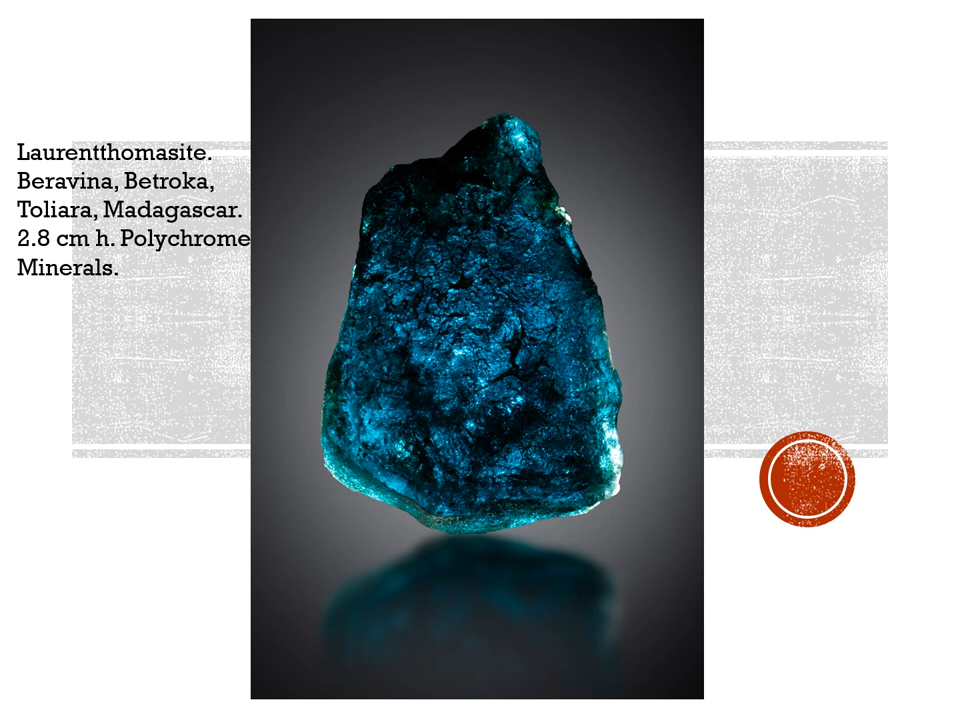 Laurentthomasite.
Beravina, Betroka,
Toliara, Madagascar.
2.8 cm h. Polychrome
Minerals.